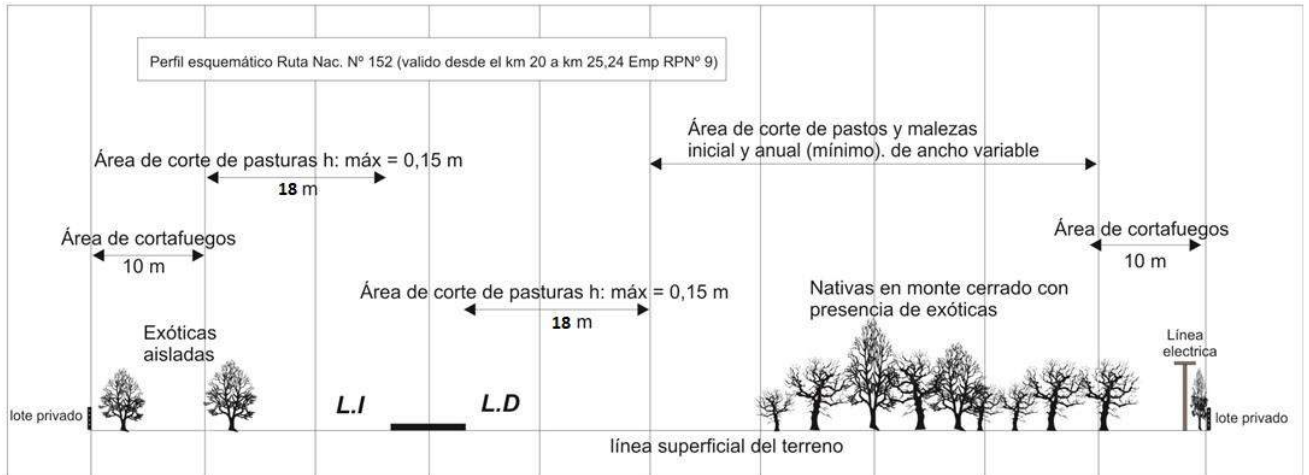 Perfil esquemático Ruta Nac. Nº 152 (valido desde el km 20 a km 25,24 Emp RPNº 9)
Área de corte de pastos y malezas
inicial y anual (mínimo). de ancho variable
Área de corte de pasturas h: máx = 0,15 m
18 m
Área de cortafuegos
10 m
Área de cortafuegos
10 m
Área de corte de pasturas h: máx = 0,15 m
18 m
Nativas en monte cerrado con
presencia de exóticas
Exóticas
aisladas
Línea
electrica
lote privado
L.I
L.D
lote privado
línea superficial del terreno